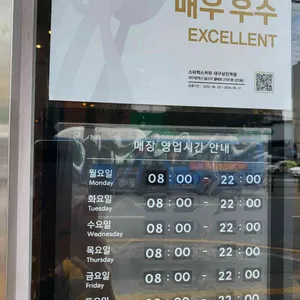 매우 우수
EXCELLENT
매장 영업시간 안내
월요일 08 : 00 - 22 : 00
Monday
화요일 08 : 00 - 22 : 00
Tuesday
수요일 08 : 00 - 22 : 00
Wednesday
목요일 08 : 00 - 22 : 00
Thursday
금요일 08 : 00 - 22 : 00
Friday